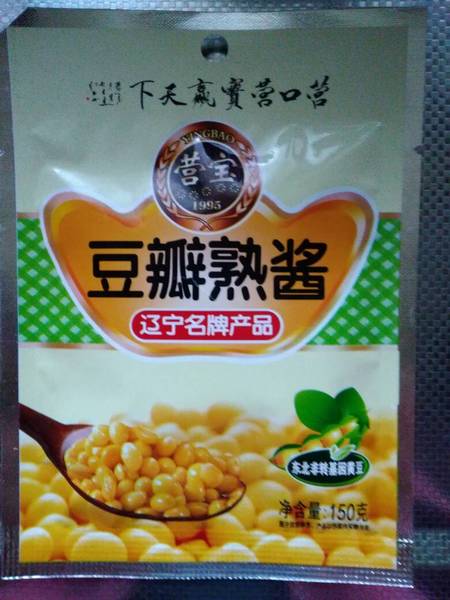 营口营寶赢天下
YINGBAO
营宝
1995
豆瓣熟酱
辽宁名牌产品
东北非转基因黄豆
净含量:150克